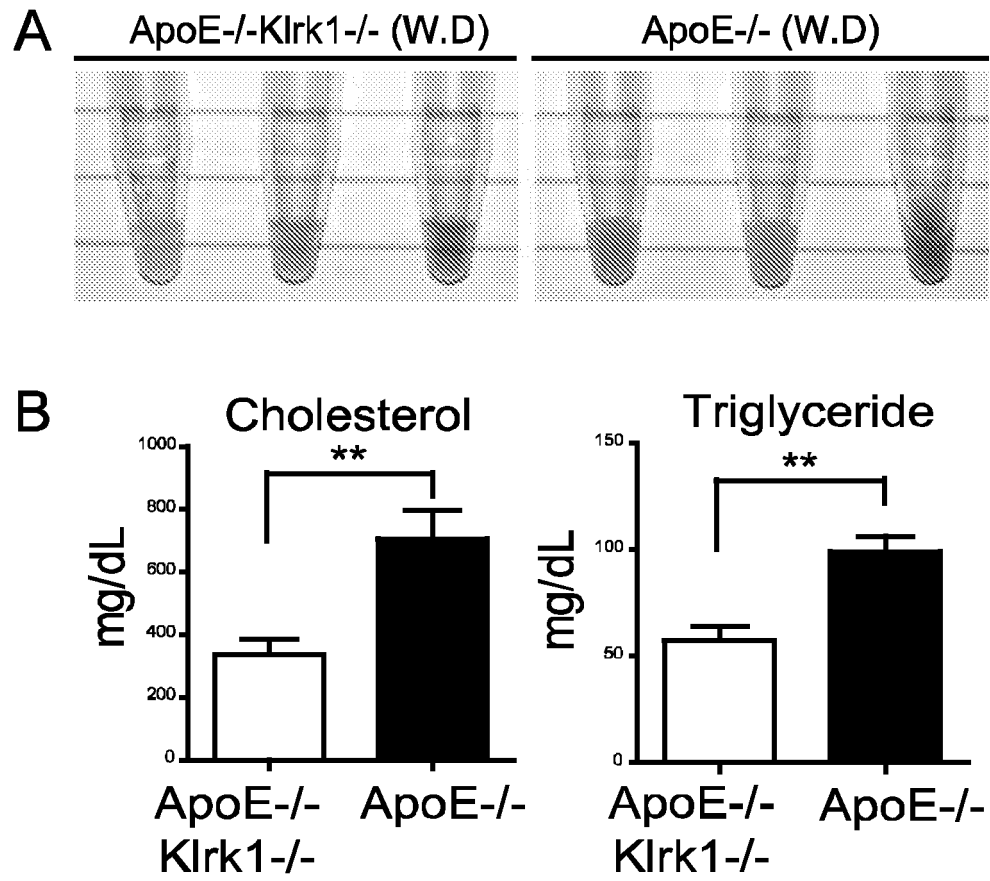 A
ApoE-/-Klrk1-/- (W.D)
ApoE-/- (W.D)
B
Cholesterol
mg/dL
1000
800
600
400
200
0
**
ApoE-/-
Klrk1-/-
ApoE-/-
Triglyceride
mg/dL
150
100
50
0
**
ApoE-/-
Klrk1-/-
ApoE-/-